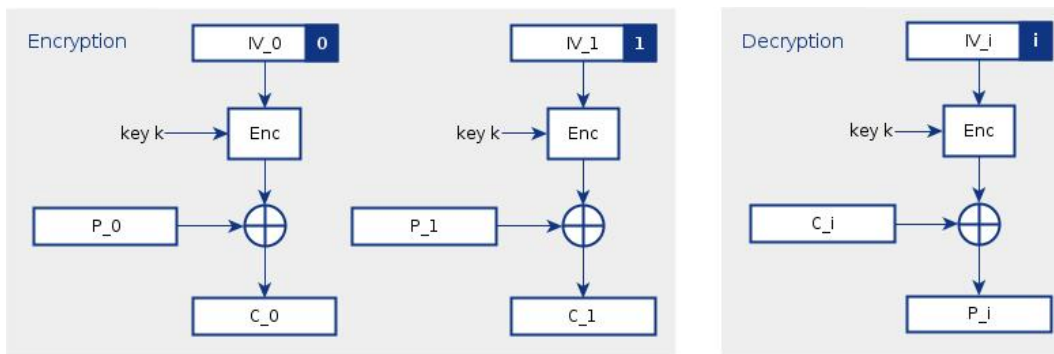 Encryption
IV_0 0
IV_1 1
key k
Enc
key k
Enc
P_0
P_1
C_0
C_1
Decryption
IV_i i
key k
Enc
C_i
P_i